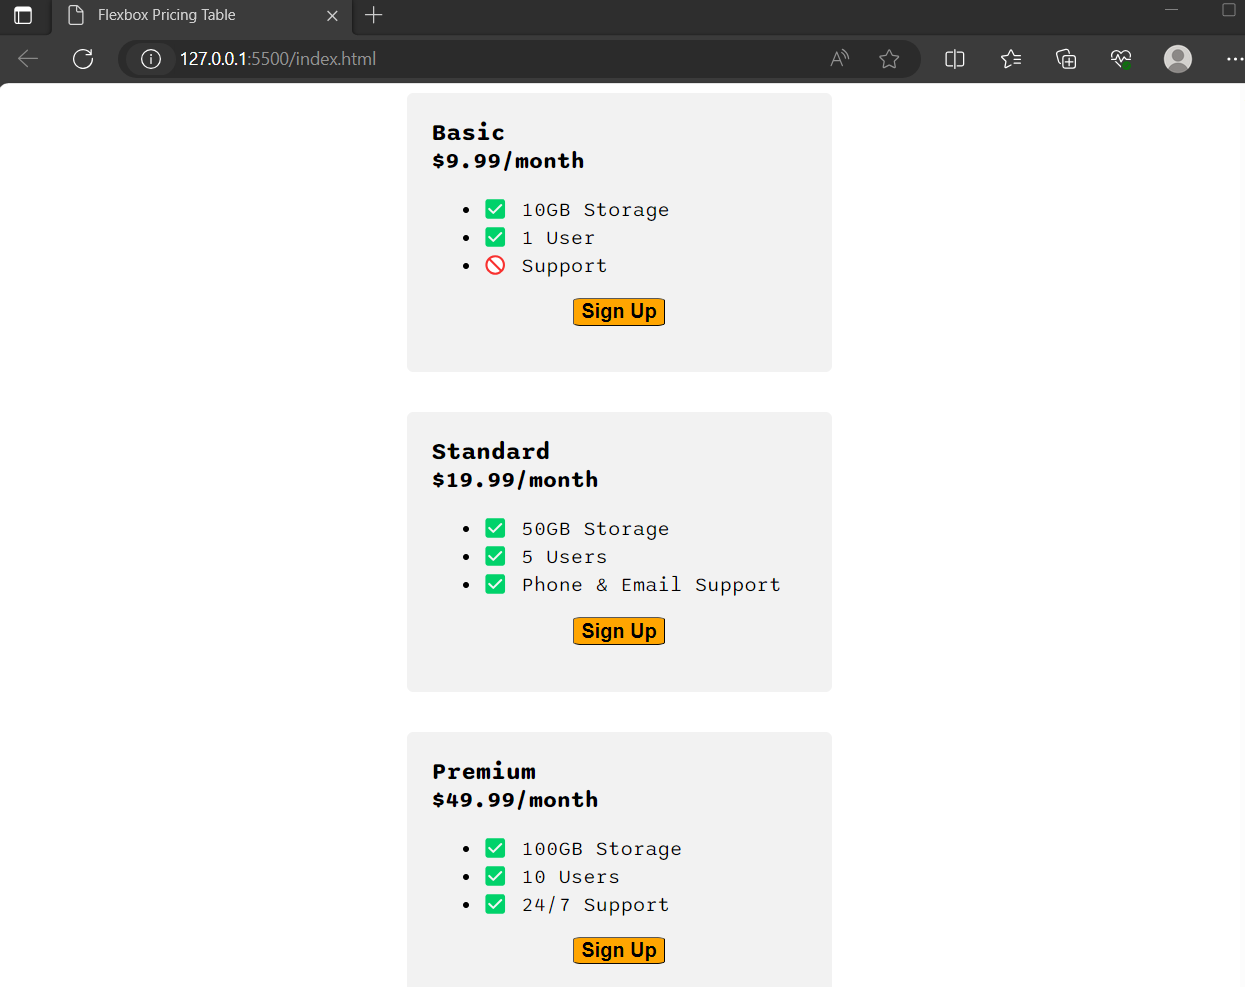 Flexbox Pricing Table
127.0.0.1:5500/index.html
Basic
$9.99/month
✅ 10GB Storage
✅ 1 User
🚫 Support
Sign Up
Standard
$19.99/month
✅ 50GB Storage
✅ 5 Users
✅ Phone & Email Support
Sign Up
Premium
$49.99/month
✅ 100GB Storage
✅ 10 Users
✅ 24/7 Support
Sign Up